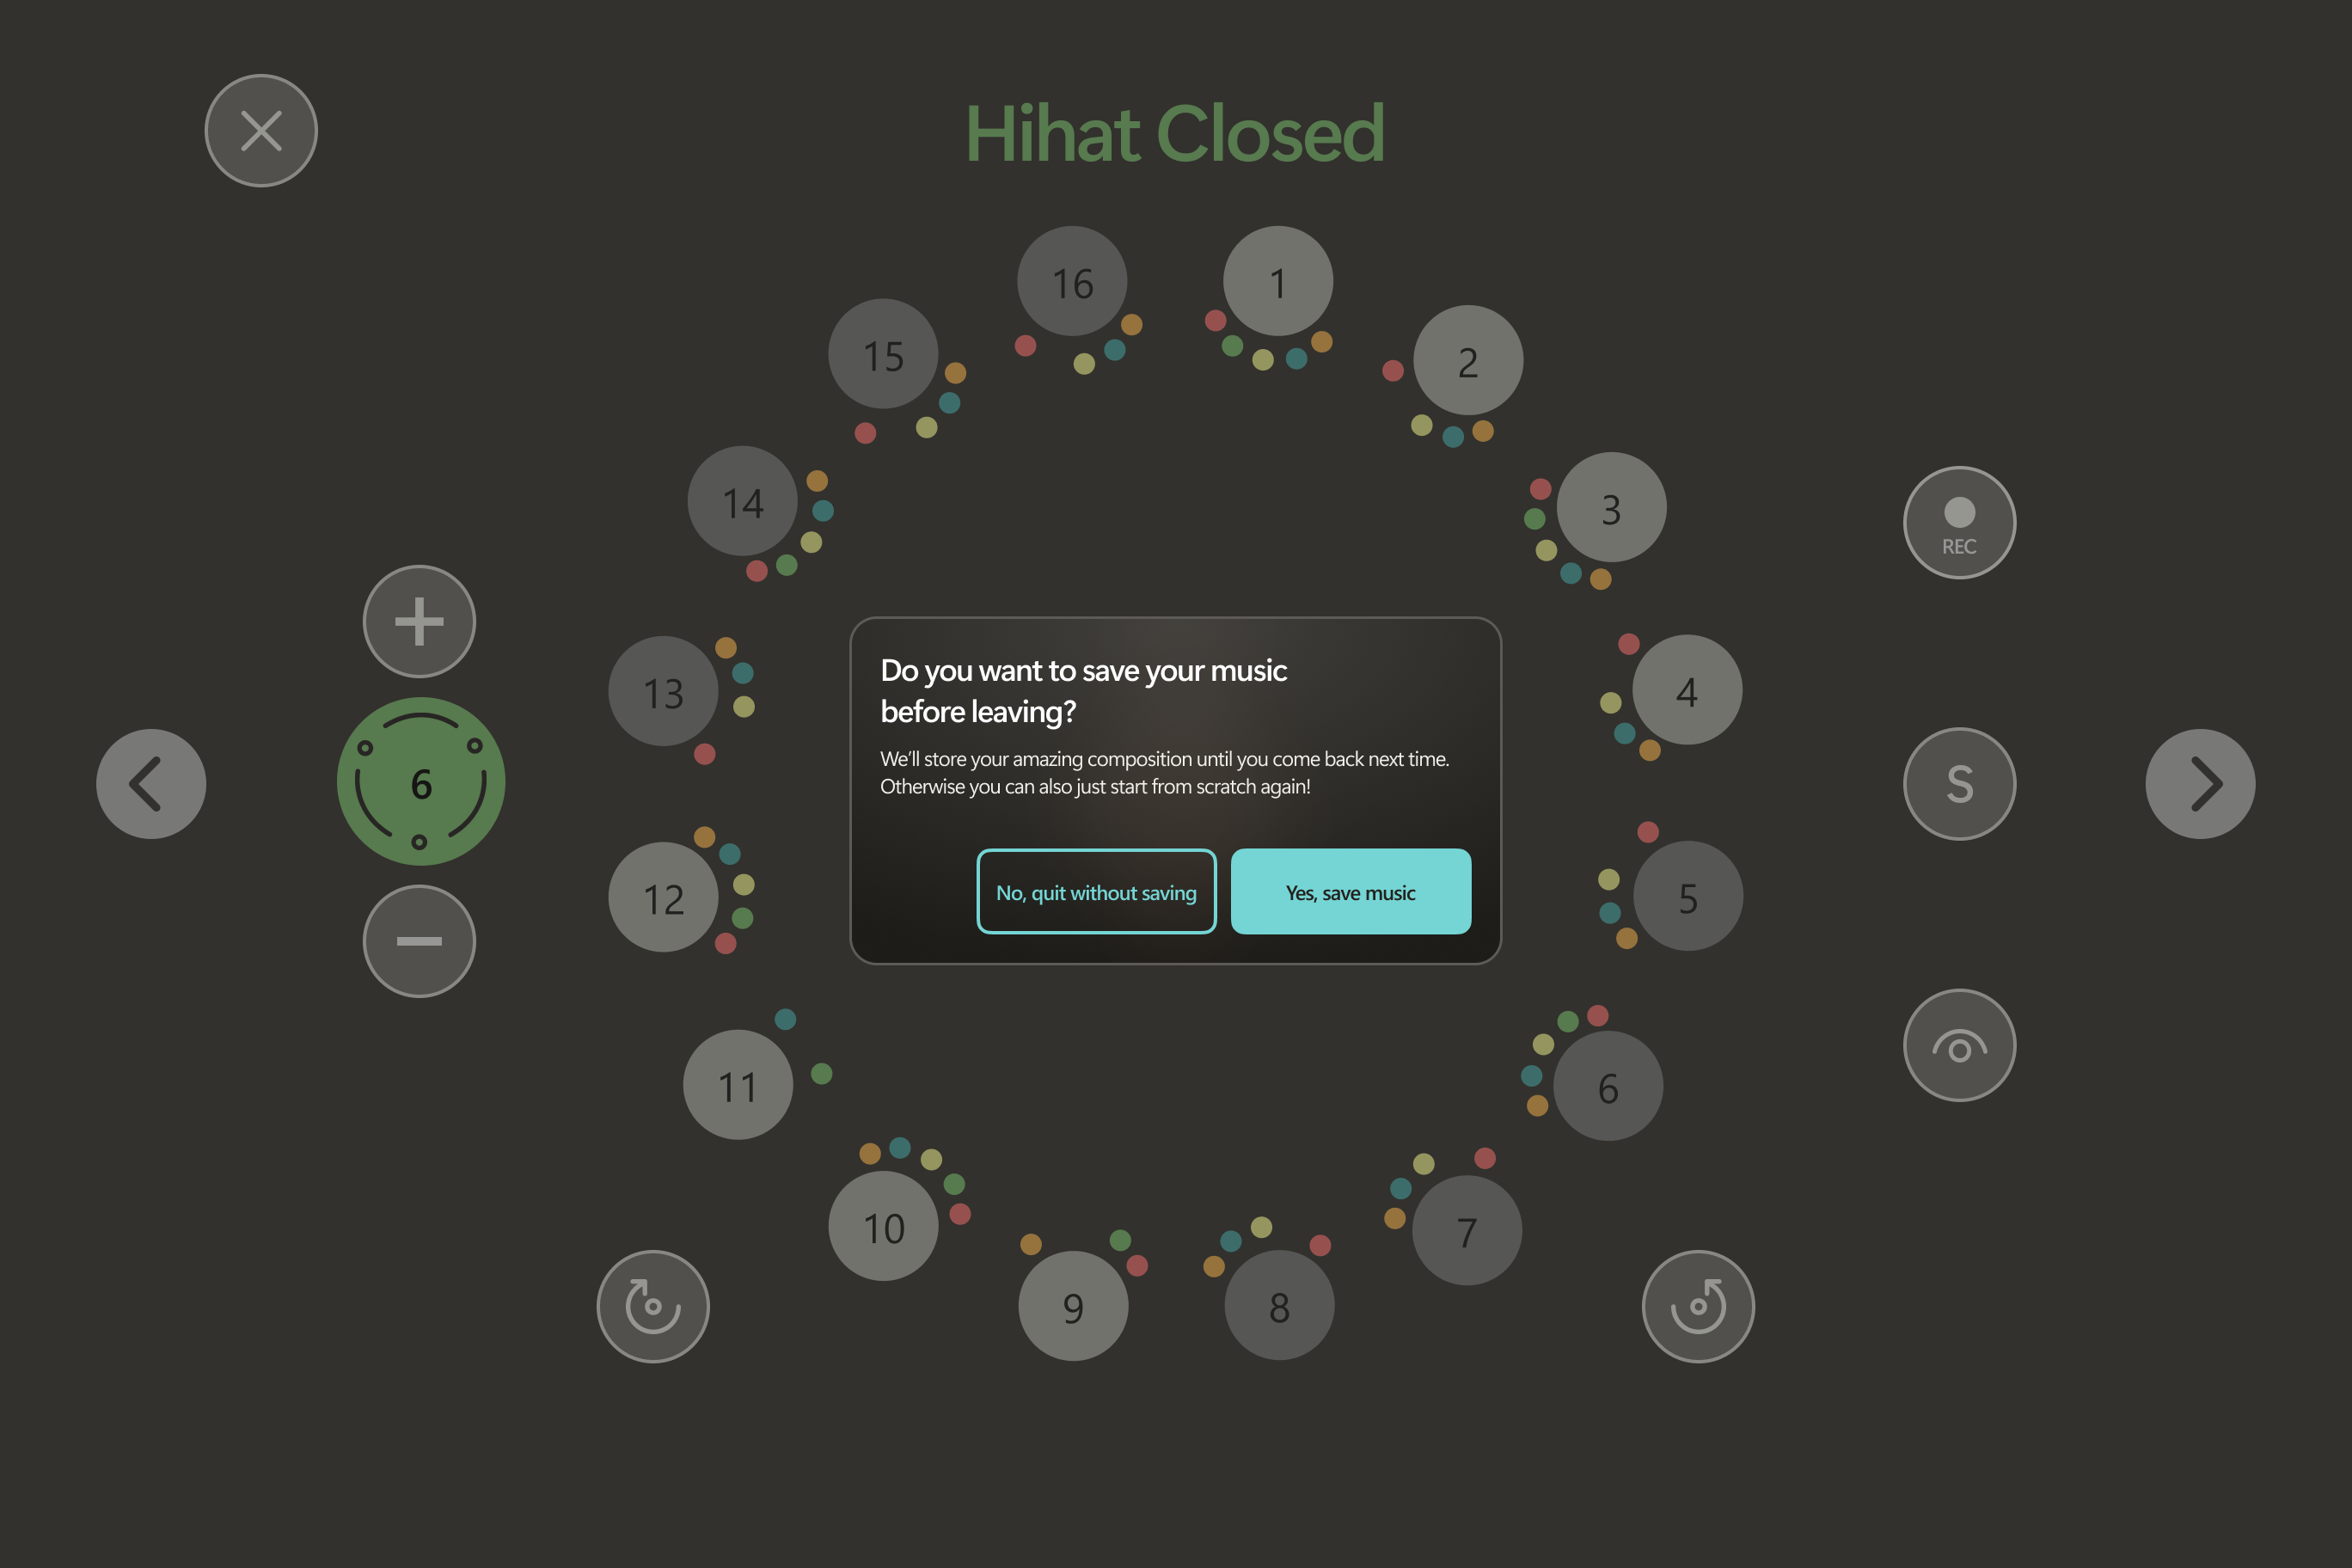 Hihat Closed
16
1
15
2
14
3
REC
13
4
Do you want to save your music
before leaving?
We'll store your amazing composition until you come back next time.
Otherwise you can also just start from scratch again!
6
S
No, quit without saving
Yes, save music
12
5
11
6
10
7
9
8